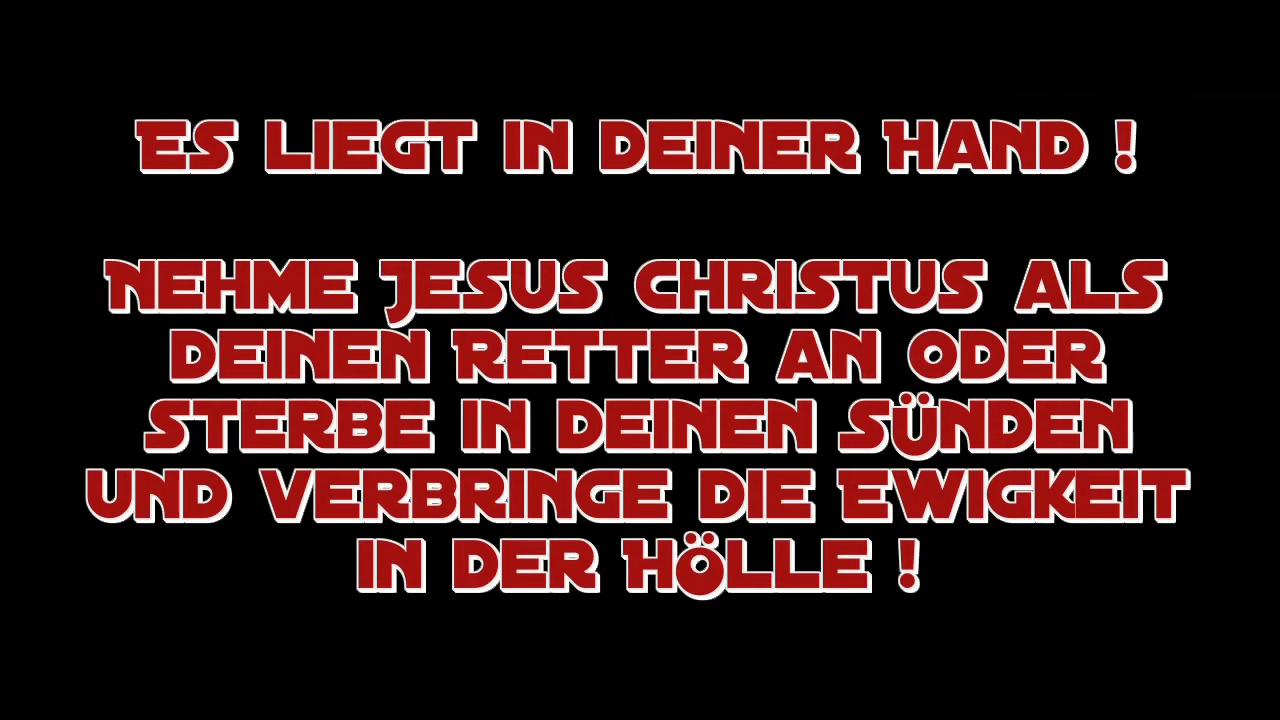 Es liegt in deiner Hand !
Nehme Jesus Christus als
deinen Retter an oder
sterbe in deinen Sünden
und verbringe die Ewigkeit
in der Hölle !